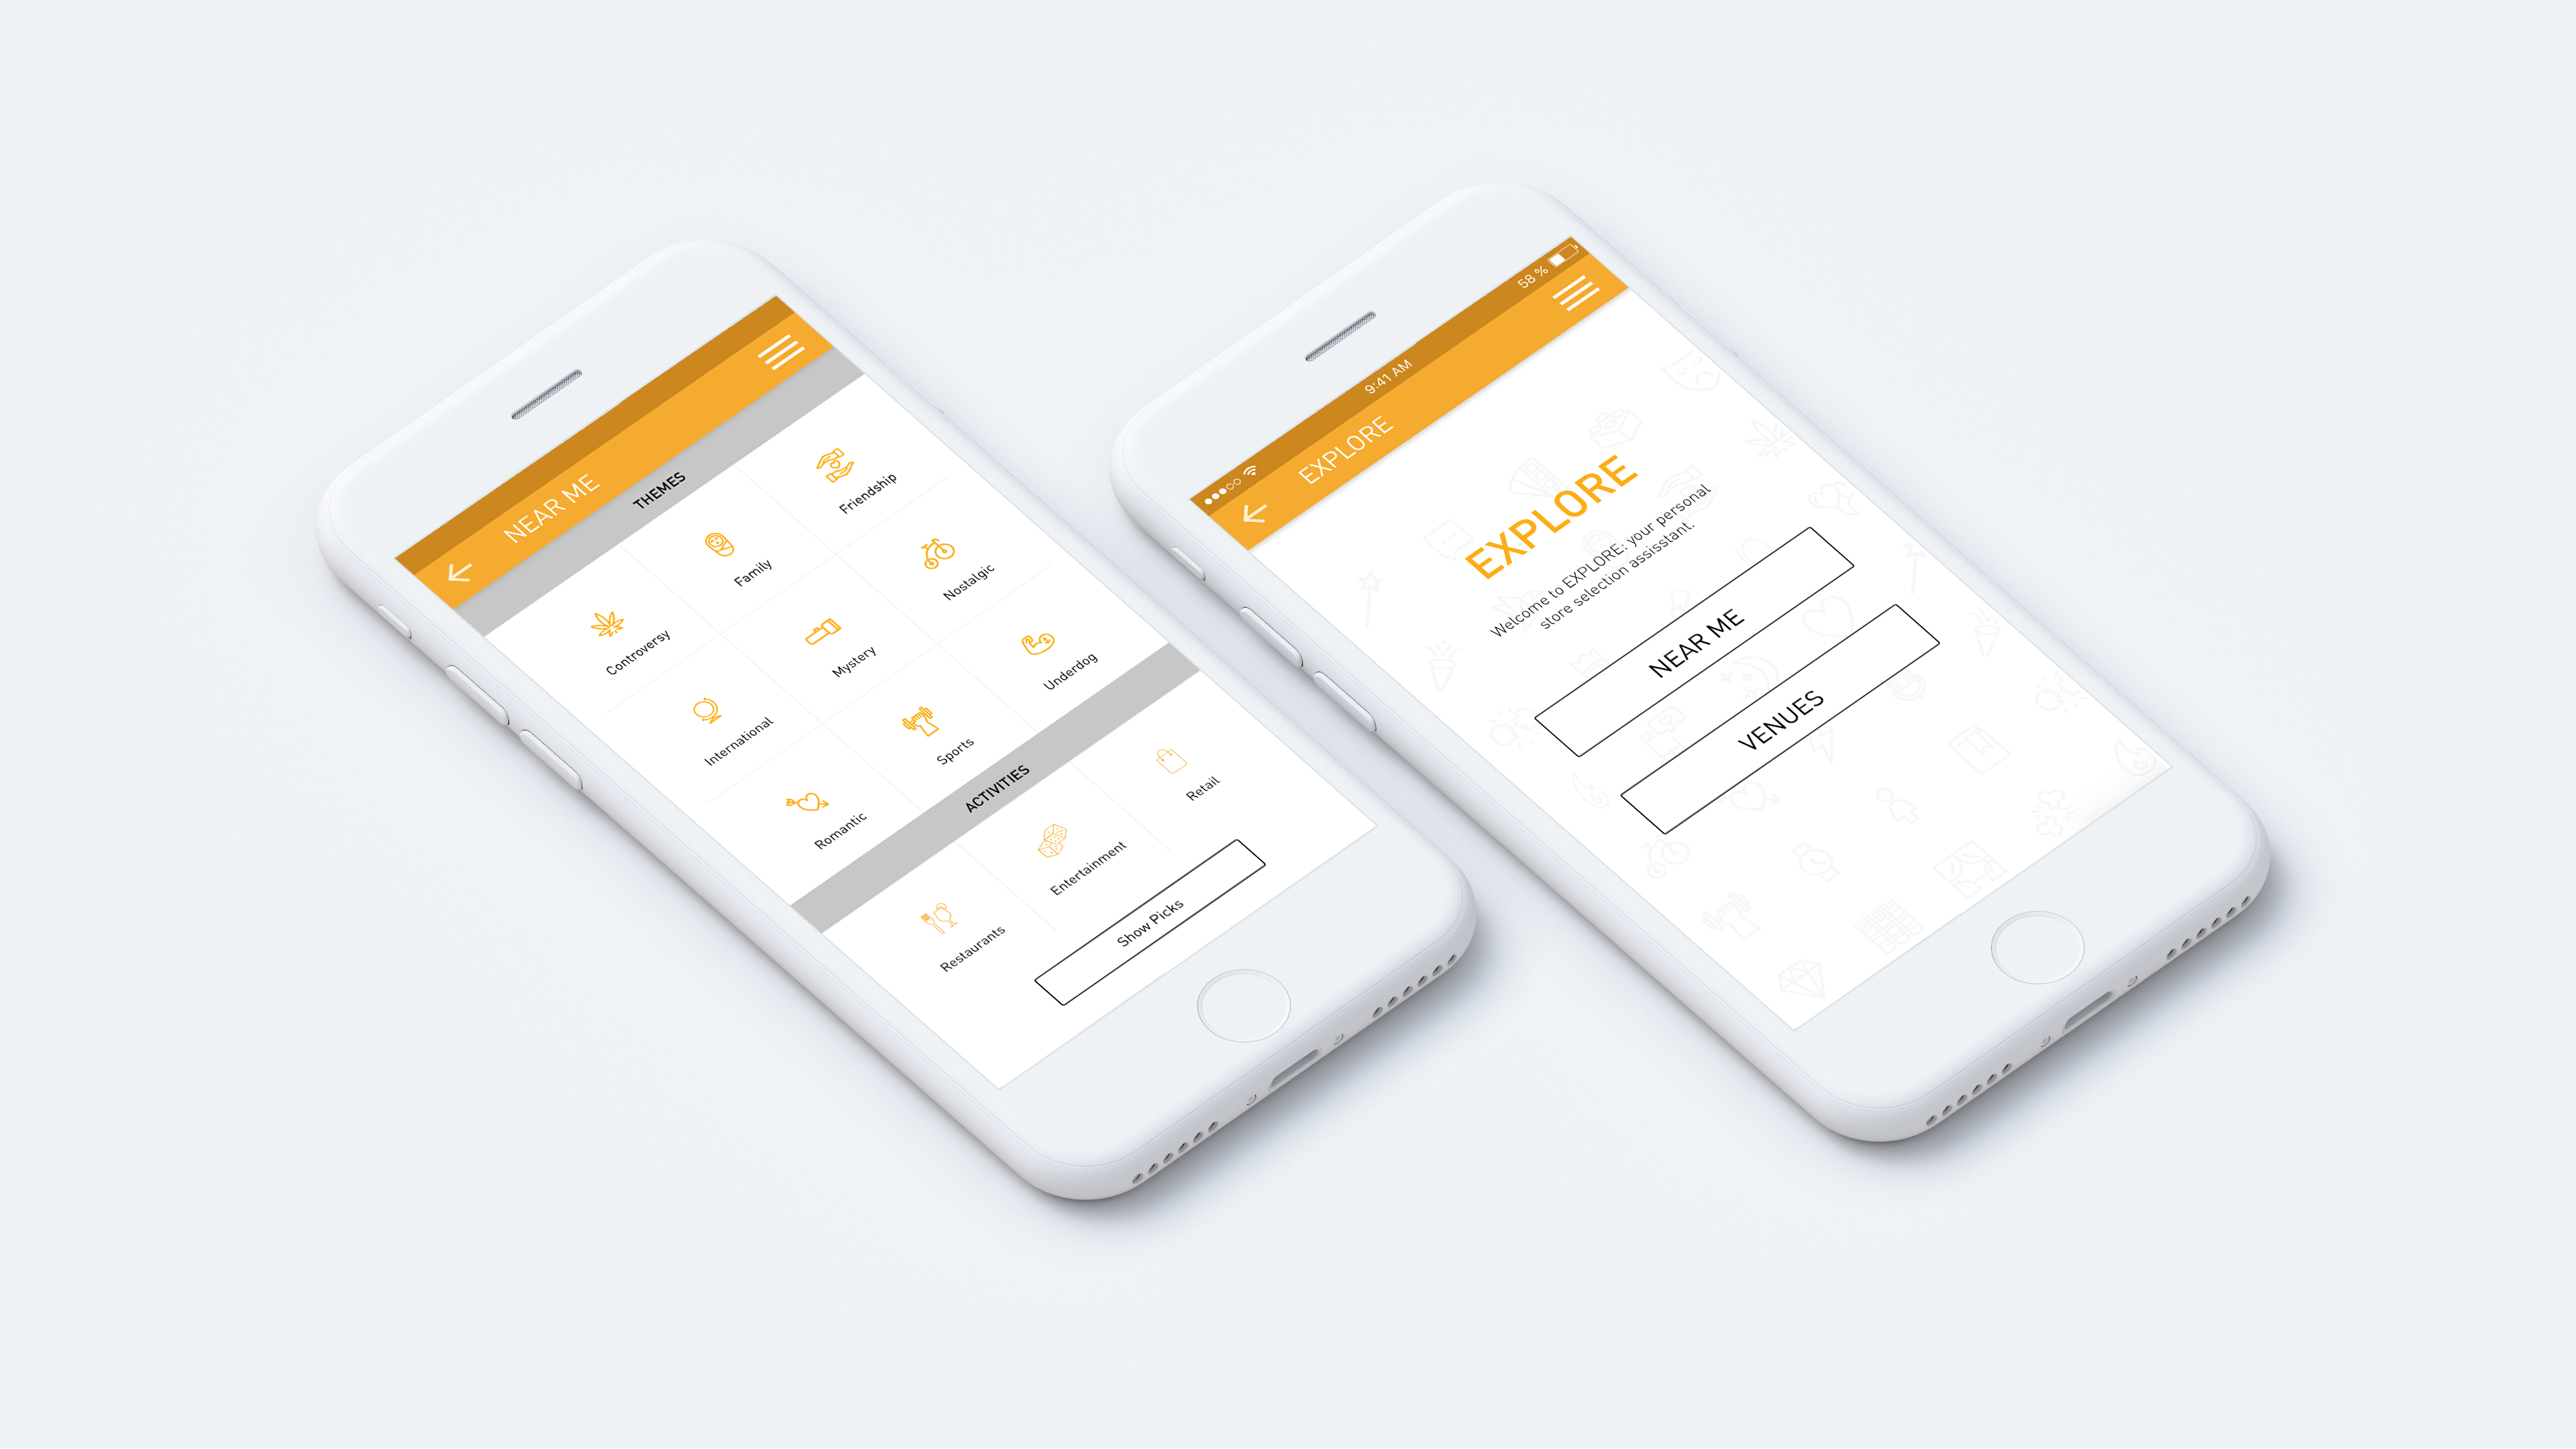 NEAR ME
THEMES
Controversy
Family
Friendship
International
Mystery
Nostalgic
Romantic
Sports
Underdog
ACTIVITIES
Restaurants
Entertainment
Retail
Show Picks
9:41 AM
58 %
EXPLORE
EXPLORE
Welcome to EXPLORE: your personal
store selection assisstant.
NEAR ME
VENUES